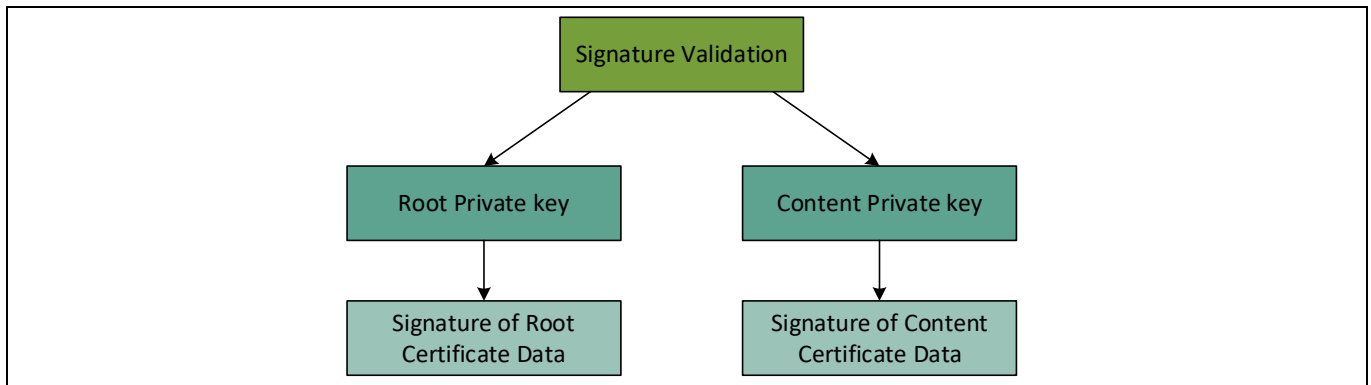 Signature Validation
Root Private key
Content Private key
Signature of Root
Certificate Data
Signature of Content
Certificate Data